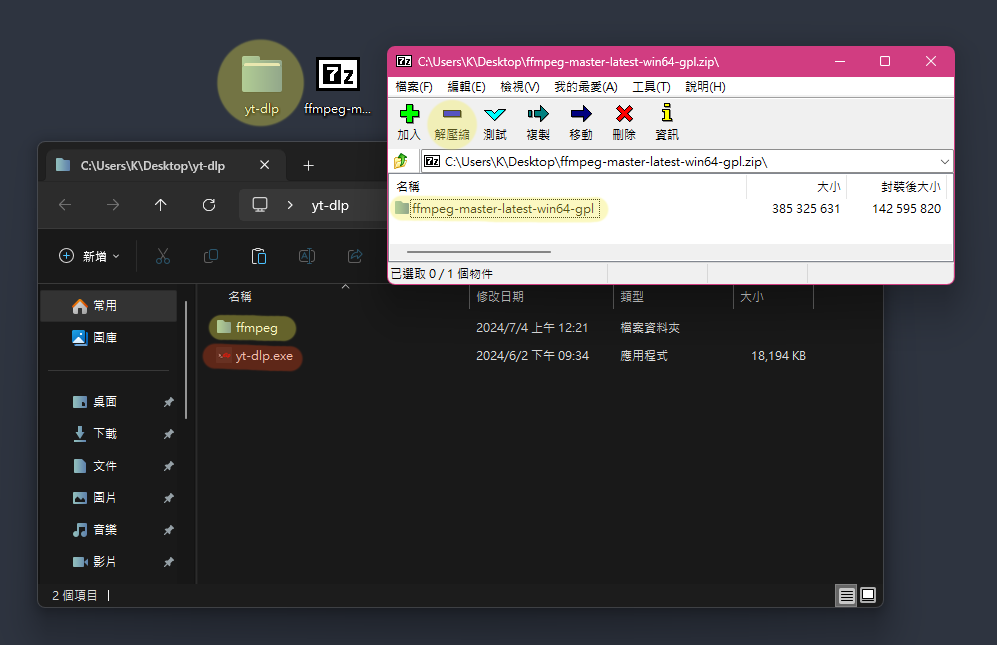 yt-dlp
7z
ffmpeg-m...
7z C:\Users\K\Desktop\ffmpeg-master-latest-win64-gpl.zip\
檔案(F) 編輯(E) 檢視(V) 我的最愛(A) 工具(T) 說明(H)
加入 解壓縮 測試 複製 移動 刪除 資訊
7z C:\Users\K\Desktop\ffmpeg-master-latest-win64-gpl.zip\
名稱 大小 封裝後大小
ffmpeg-master-latest-win64-gpl 385 325 631 142 595 820
已選取 0 / 1 個物件
C:\Users\K\Desktop\yt-dlp
yt-dlp
新增
名稱 修改日期 類型 大小
ffmpeg 2024/7/4 上午 12:21 檔案資料夾
yt-dlp.exe 2024/6/2 下午 09:34 應用程式 18,194 KB
常用
圖庫
桌面
下載
文件
圖片
音樂
影片
2 個項目